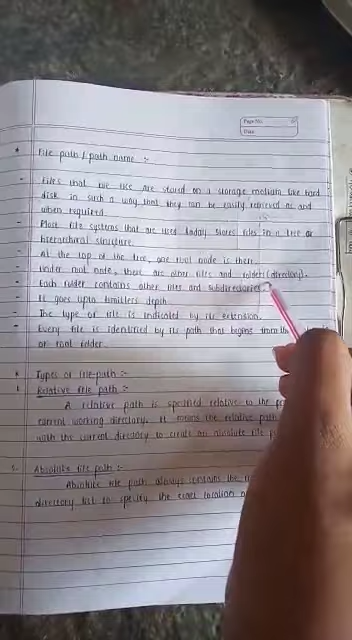 Page No.
Date
* File path / path name :-
- Files that we use are stored on a storage medium like hard
disk in such a way that they can be easily retrieved as and
when required.
- Most file systems that are used today stores files in a tree or
hierarchical structure.
- At the top of the tree, one root node is there.
- Under root node, there are other files and folders (directory).
- Each folder contains other files and subdirectories
- It goes upto limitless depth.
- The type of file is indicated by its extension.
- Every file is identified by its path that begins from the
or root folder.
* Types of file-path :-
1. Relative file path :-
A relative path is specified relative to the
current working directory. It means the relative path
with the current directory to create an absolute file
2. Absolute file path :-
Absolute file path always contains the
directory list to specify the exact location